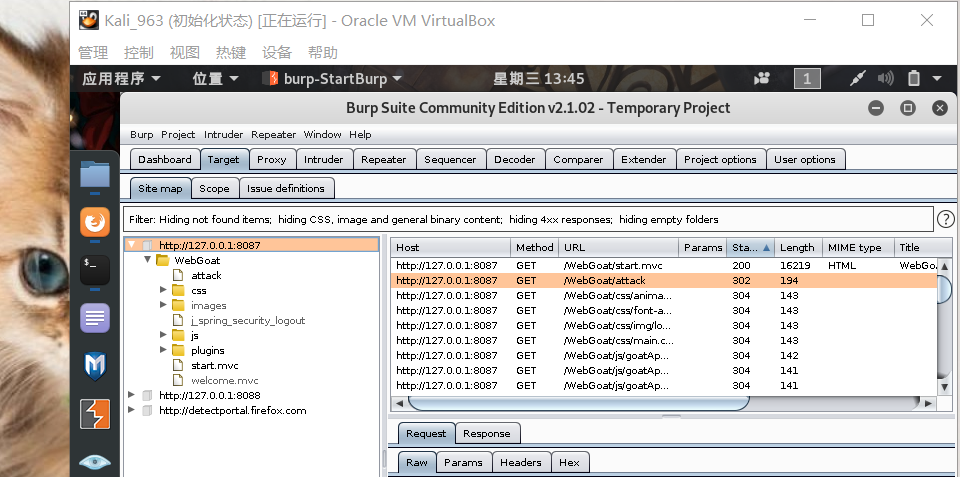 Kali_963 (初始化状态) [正在运行] - Oracle VM VirtualBox
管理 控制 视图 热键 设备 帮助
应用程序 位置 burp-StartBurp 星期三 13:45 1
Burp Suite Community Edition v2.1.02 - Temporary Project
Burp Project Intruder Repeater Window Help
Dashboard Target Proxy Intruder Repeater Sequencer Decoder Comparer Extender Project options User options
Site map Scope Issue definitions
Filter: Hiding not found items; hiding CSS, image and general binary content; hiding 4xx responses; hiding empty folders ?
http://127.0.0.1:8087
WebGoat
attack
css
images
j_spring_security_logout
js
plugins
start.mvc
welcome.mvc
http://127.0.0.1:8088
http://detectportal.firefox.com
Host Method URL Params Sta... Length MIME type Title
http://127.0.0.1:8087 GET /WebGoat/start.mvc 200 16219 HTML WebGo.
http://127.0.0.1:8087 GET /WebGoat/attack 302 194
http://127.0.0.1:8087 GET /WebGoat/css/anima... 304 143
http://127.0.0.1:8087 GET /WebGoat/css/font-a... 304 143
http://127.0.0.1:8087 GET /WebGoat/css/img/lo... 304 143
http://127.0.0.1:8087 GET /WebGoat/css/main.c... 304 143
http://127.0.0.1:8087 GET /WebGoat/js/goatAp... 304 142
http://127.0.0.1:8087 GET /WebGoat/js/goatAp... 304 141
http://127.0.0.1:8087 GET /WebGoat/js/goatAp... 304 141
Request Response
Raw Params Headers Hex